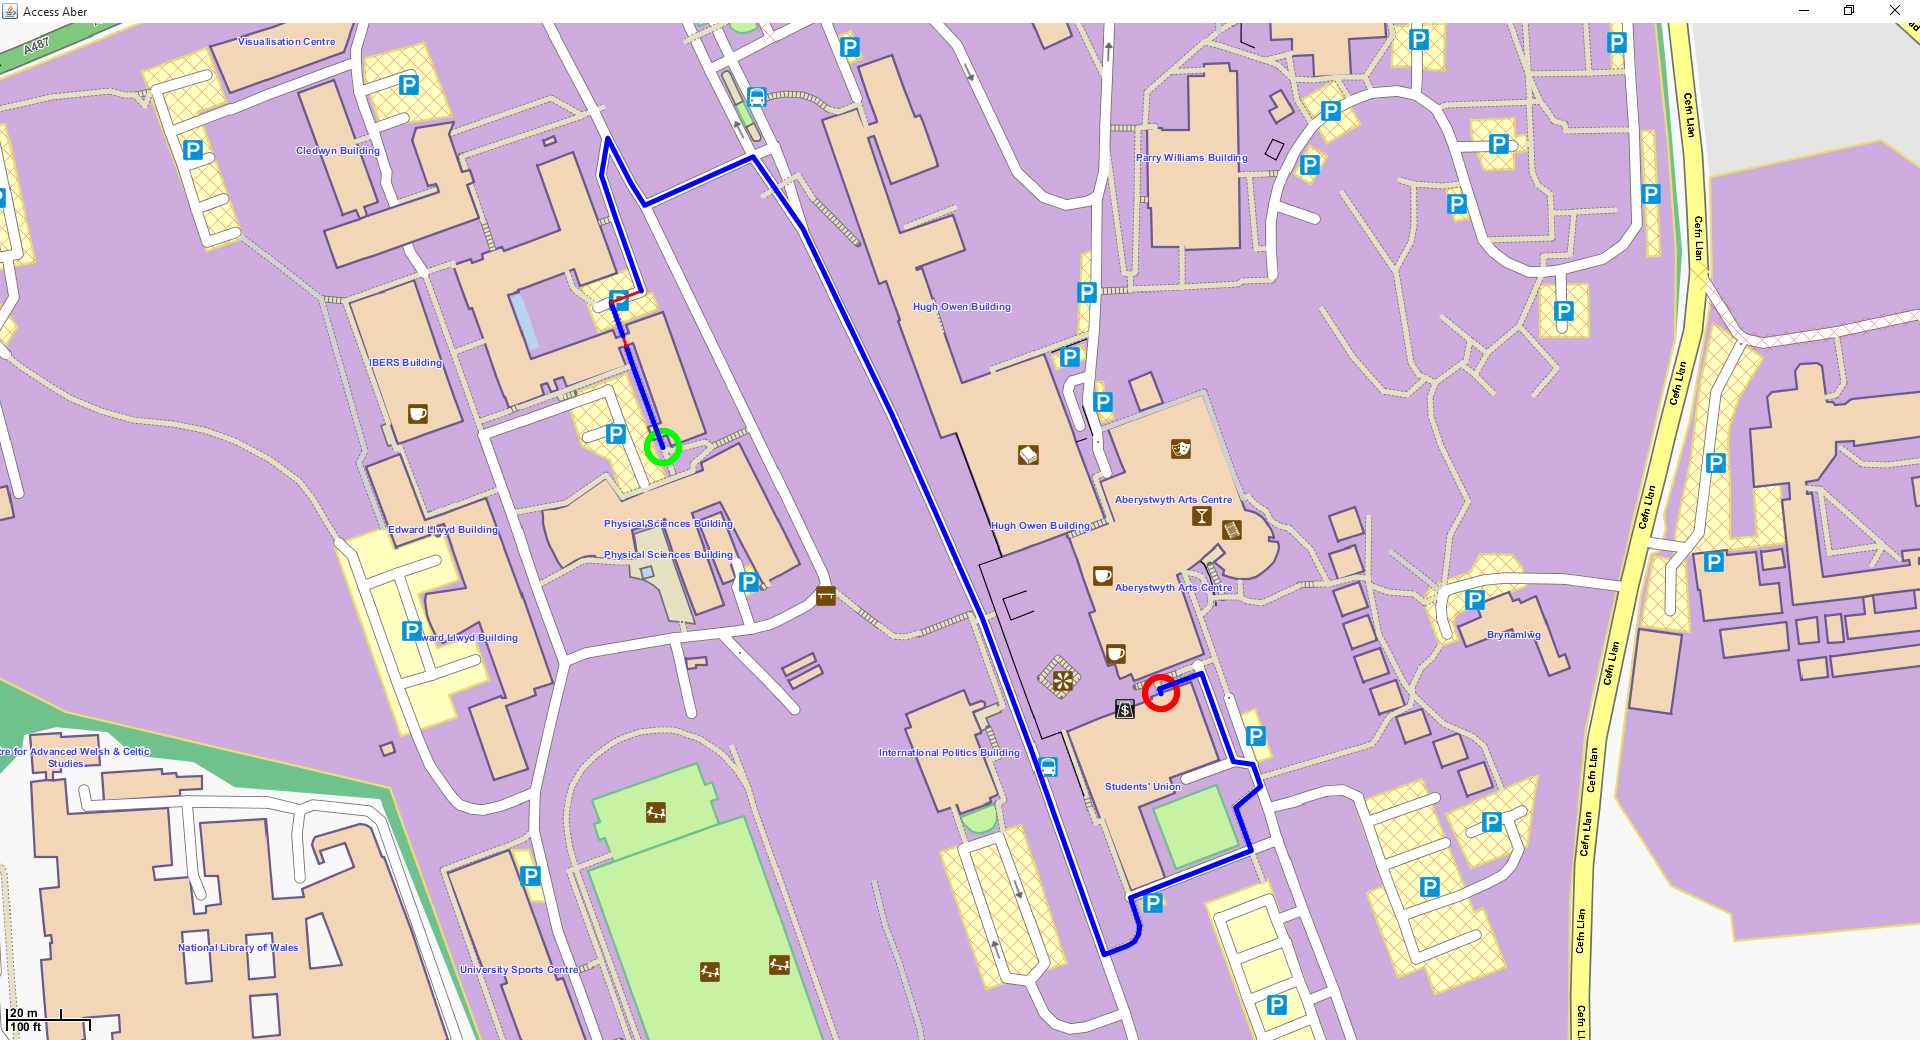 Access Aber
A487
Visualisation Centre
P
P
P
P
P
P
Cledwyn Building
P
Parry Williams Building
P
P
P
P
P
Cefn Llan
Cefn Llan
Hugh Owen Building
P
P
P
IBERS Building
P
P
Cefn Llan
P
P
Aberystwyth Arts Centre
Cefn Llan
Edward Llwyd Building
Physical Sciences Building
Hugh Owen Building
Physical Sciences Building
P
Aberystwyth Arts Centre
P
P
P
ward Llwyd Building
Brynamlwg
Cefn Llan
$
P
tre for Advanced Welsh & Celtic
Studies
International Politics Building
Students' Union
Cefn Llan
P
Cefn Llan
P
P
P
National Library of Wales
University Sports Centre
Cefn Llan
P
20 m
100 ft
Cefn Ll